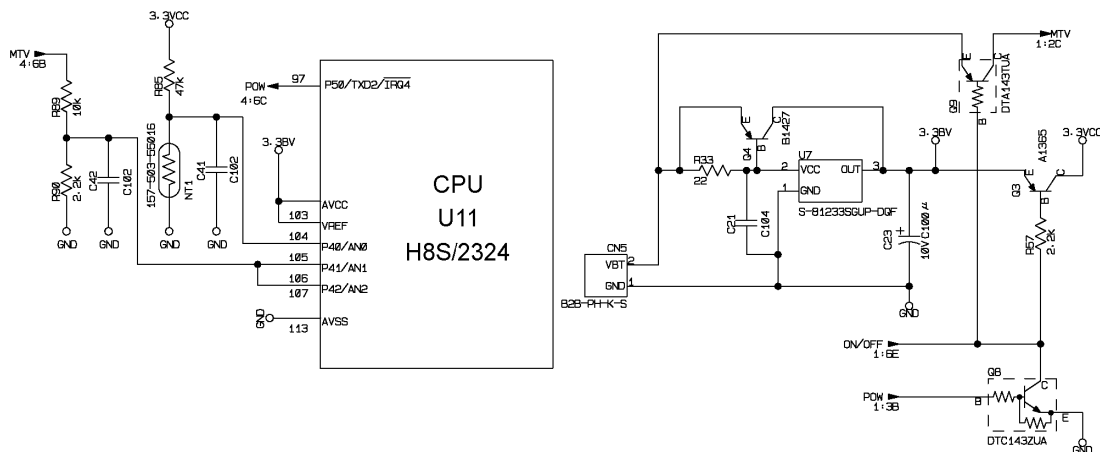 3.3VCC
MTV
4:6B
R89
10k
R90
2.2k
C42
C102
GND
GND
R85
47k
157-503-55016
NT1
C41
C102
GND
GND
POW
4:6C
97
P50/TXD2/IRQ4
3.3BV
AVCC
103
VREF
104
P40/AN0
105
P41/AN1
106
P42/AN2
107
GND
113
AVSS
CPU
U11
H8S/2324
MTV
1:2C
E
C
Q9
DTA143TUA
B
E
C
B1427
Q4
B
R33
22
U7
2
VCC
OUT
3
1
GND
S-81233SGUP-DQF
C21
C104
C23
+
10V C100μ
3.3BV
A1365
3.3VCC
E
C
Q3
B
R57
2.2k
CN5
VBT
2
GND
1
B2B-PH-K-S
GND
ON/OFF
1:6E
Q8
C
POW
1:3B
B
E
DTC143ZUA
GND